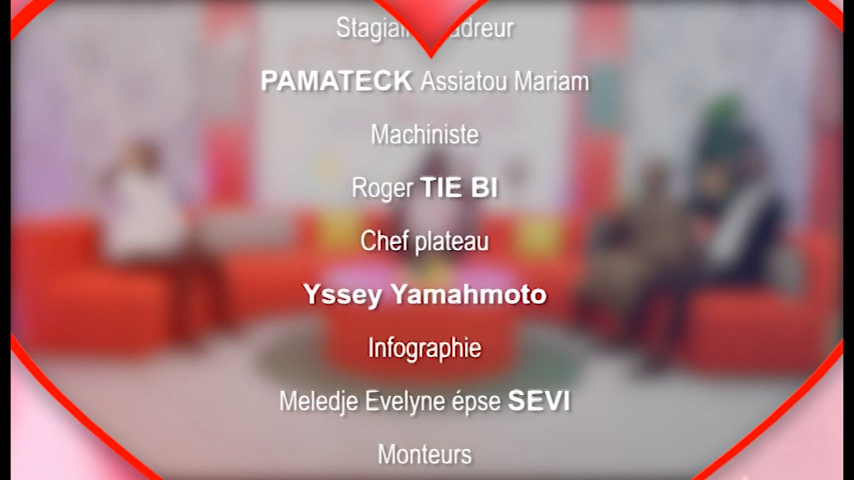 PAMATECK Assiatou Mariam
Machiniste
Roger TIE BI
Chef plateau
Yssey Yamahmoto
Infographie
Meledje Evelyne épse SEVI
Monteurs